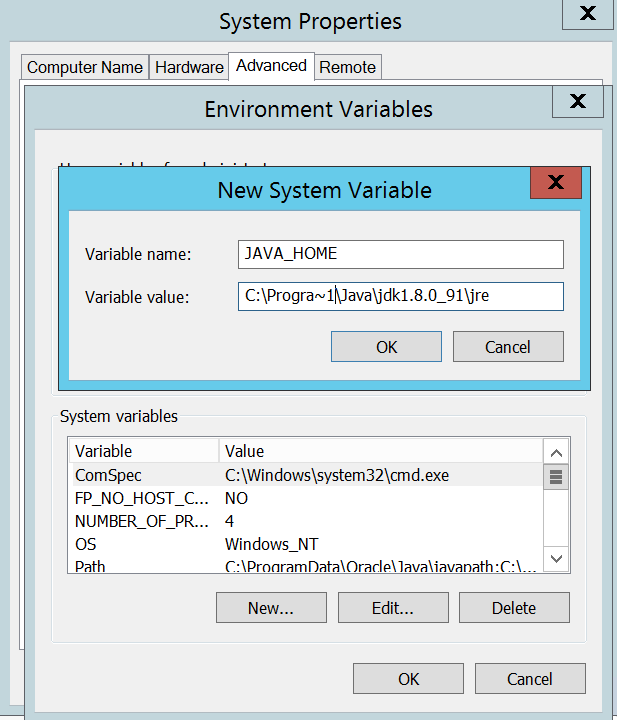 System Properties
Computer Name Hardware Advanced Remote
Environment Variables
New System Variable
Variable name: JAVA_HOME
Variable value: C:\Progra~1\Java\jdk1.8.0_91\jre
OK Cancel
System variables
Variable Value
ComSpec C:\Windows\system32\cmd.exe
FP_NO_HOST_C... NO
NUMBER_OF_PR... 4
OS Windows_NT
Path C:\ProgramData\Oracle\Java\javapath;C:\...
New... Edit... Delete
OK Cancel